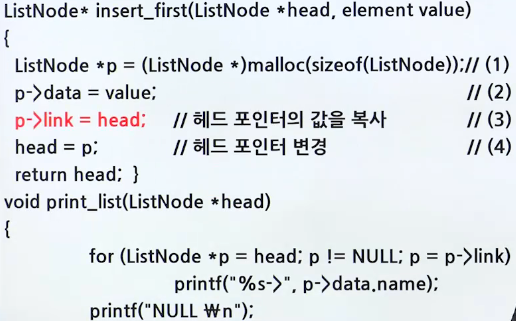 ListNode* insert_first(ListNode *head, element value)
{
ListNode *p = (ListNode *)malloc(sizeof(ListNode));// (1)
p->data = value; // (2)
p->link = head; // 헤드 포인터의 값을 복사 // (3)
head = p; // 헤드 포인터 변경 // (4)
return head; }
void print_list(ListNode *head)
{
for (ListNode *p = head; p != NULL; p = p->link)
printf("%s->", p->data.name);
printf("NULL ₩n");